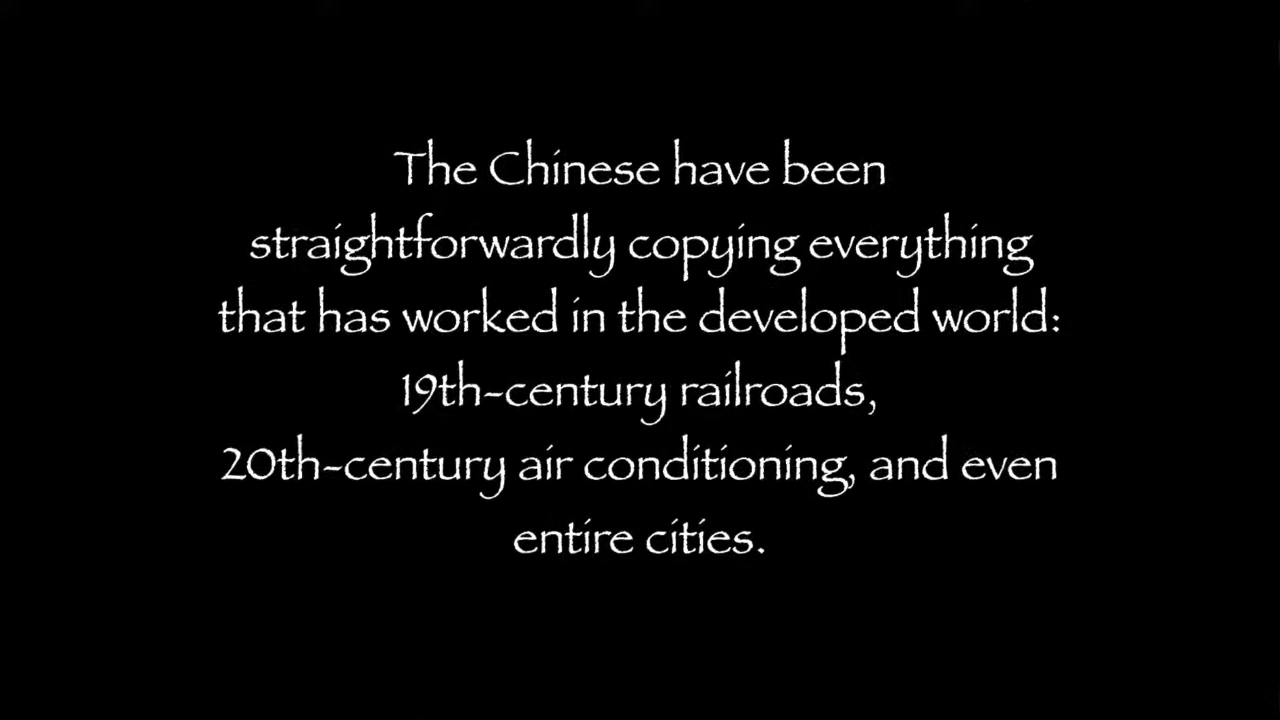 The Chinese have been
straightforwardly copying everything
that has worked in the developed world:
19th-century railroads,
20th-century air conditioning, and even
entire cities.